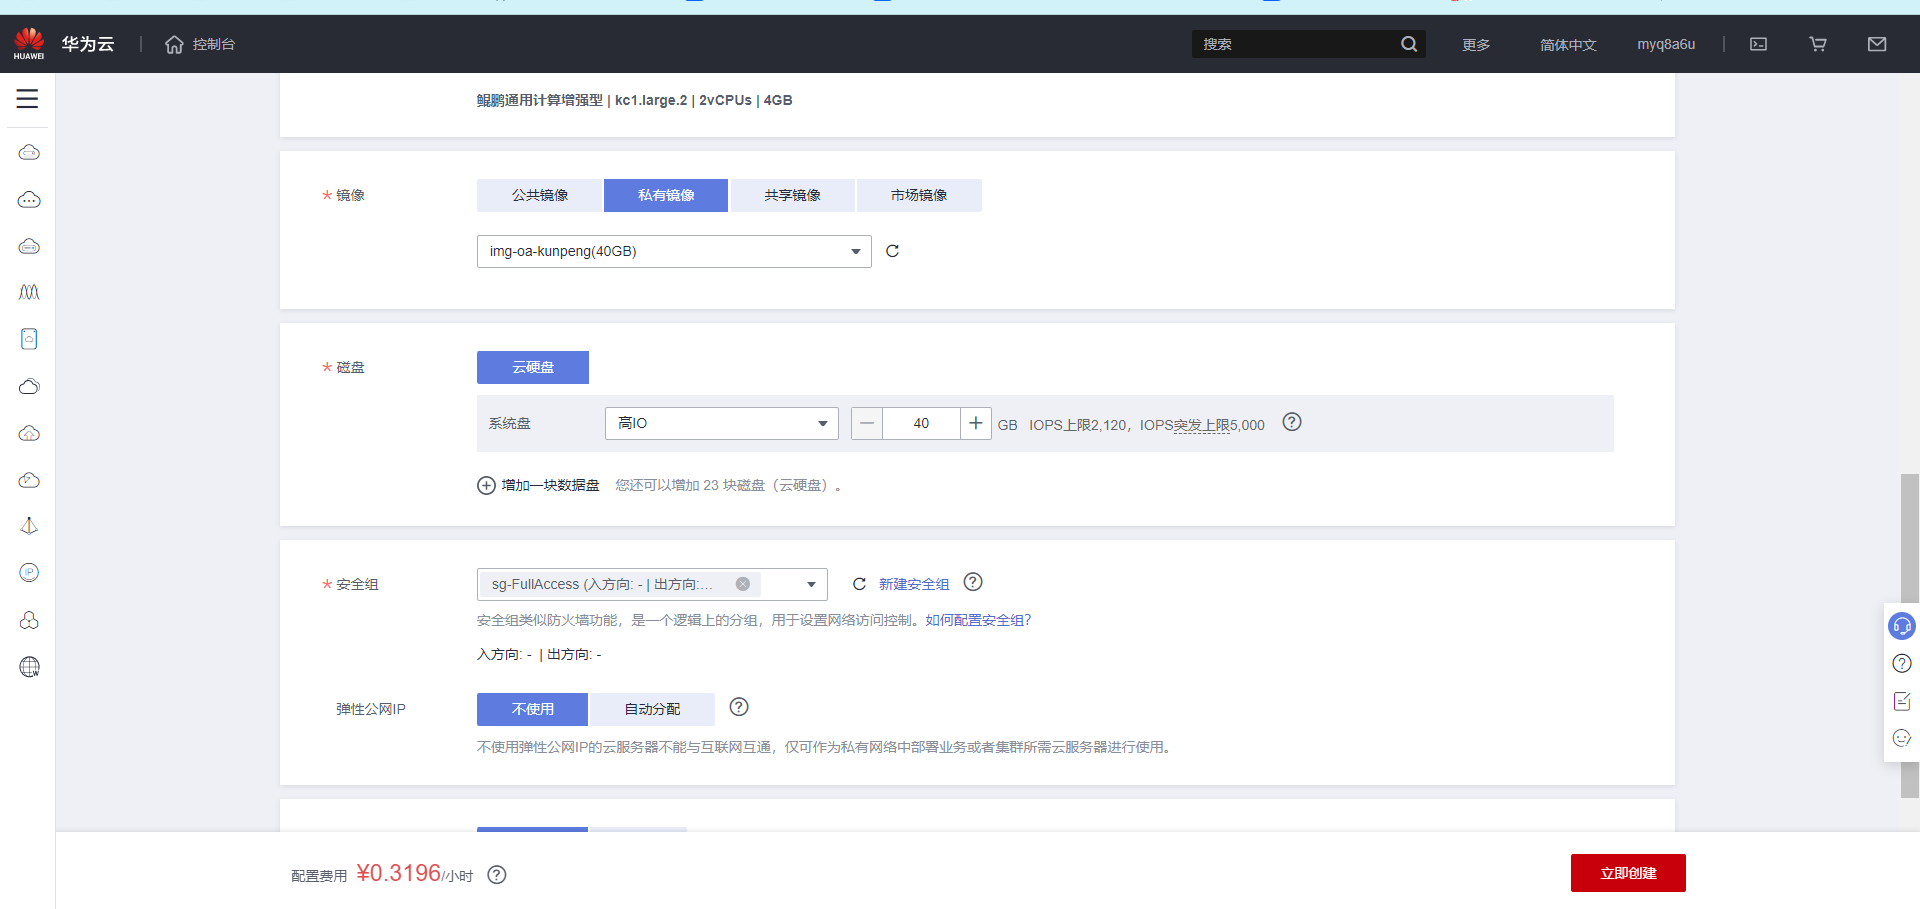 HUAWEI
华为云
控制台
搜索
更多
简体中文
myq8a6u
鲲鹏通用计算增强型 | kc1.large.2 | 2vCPUs | 4GB
* 镜像
公共镜像
私有镜像
共享镜像
市场镜像
img-oa-kunpeng(40GB)
* 磁盘
云硬盘
系统盘
高IO
40
GB IOPS上限2,120，IOPS突发上限5,000
增加一块数据盘 您还可以增加 23 块磁盘（云硬盘）。
* 安全组
sg-FullAccess (入方向: - | 出方向:...
新建安全组
安全组类似防火墙功能，是一个逻辑上的分组，用于设置网络访问控制。如何配置安全组?
入方向: - | 出方向: -
弹性公网IP
不使用
自动分配
不使用弹性公网IP的云服务器不能与互联网互通，仅可作为私有网络中部署业务或者集群所需云服务器进行使用。
IP
配置费用 ¥0.3196/小时
立即创建